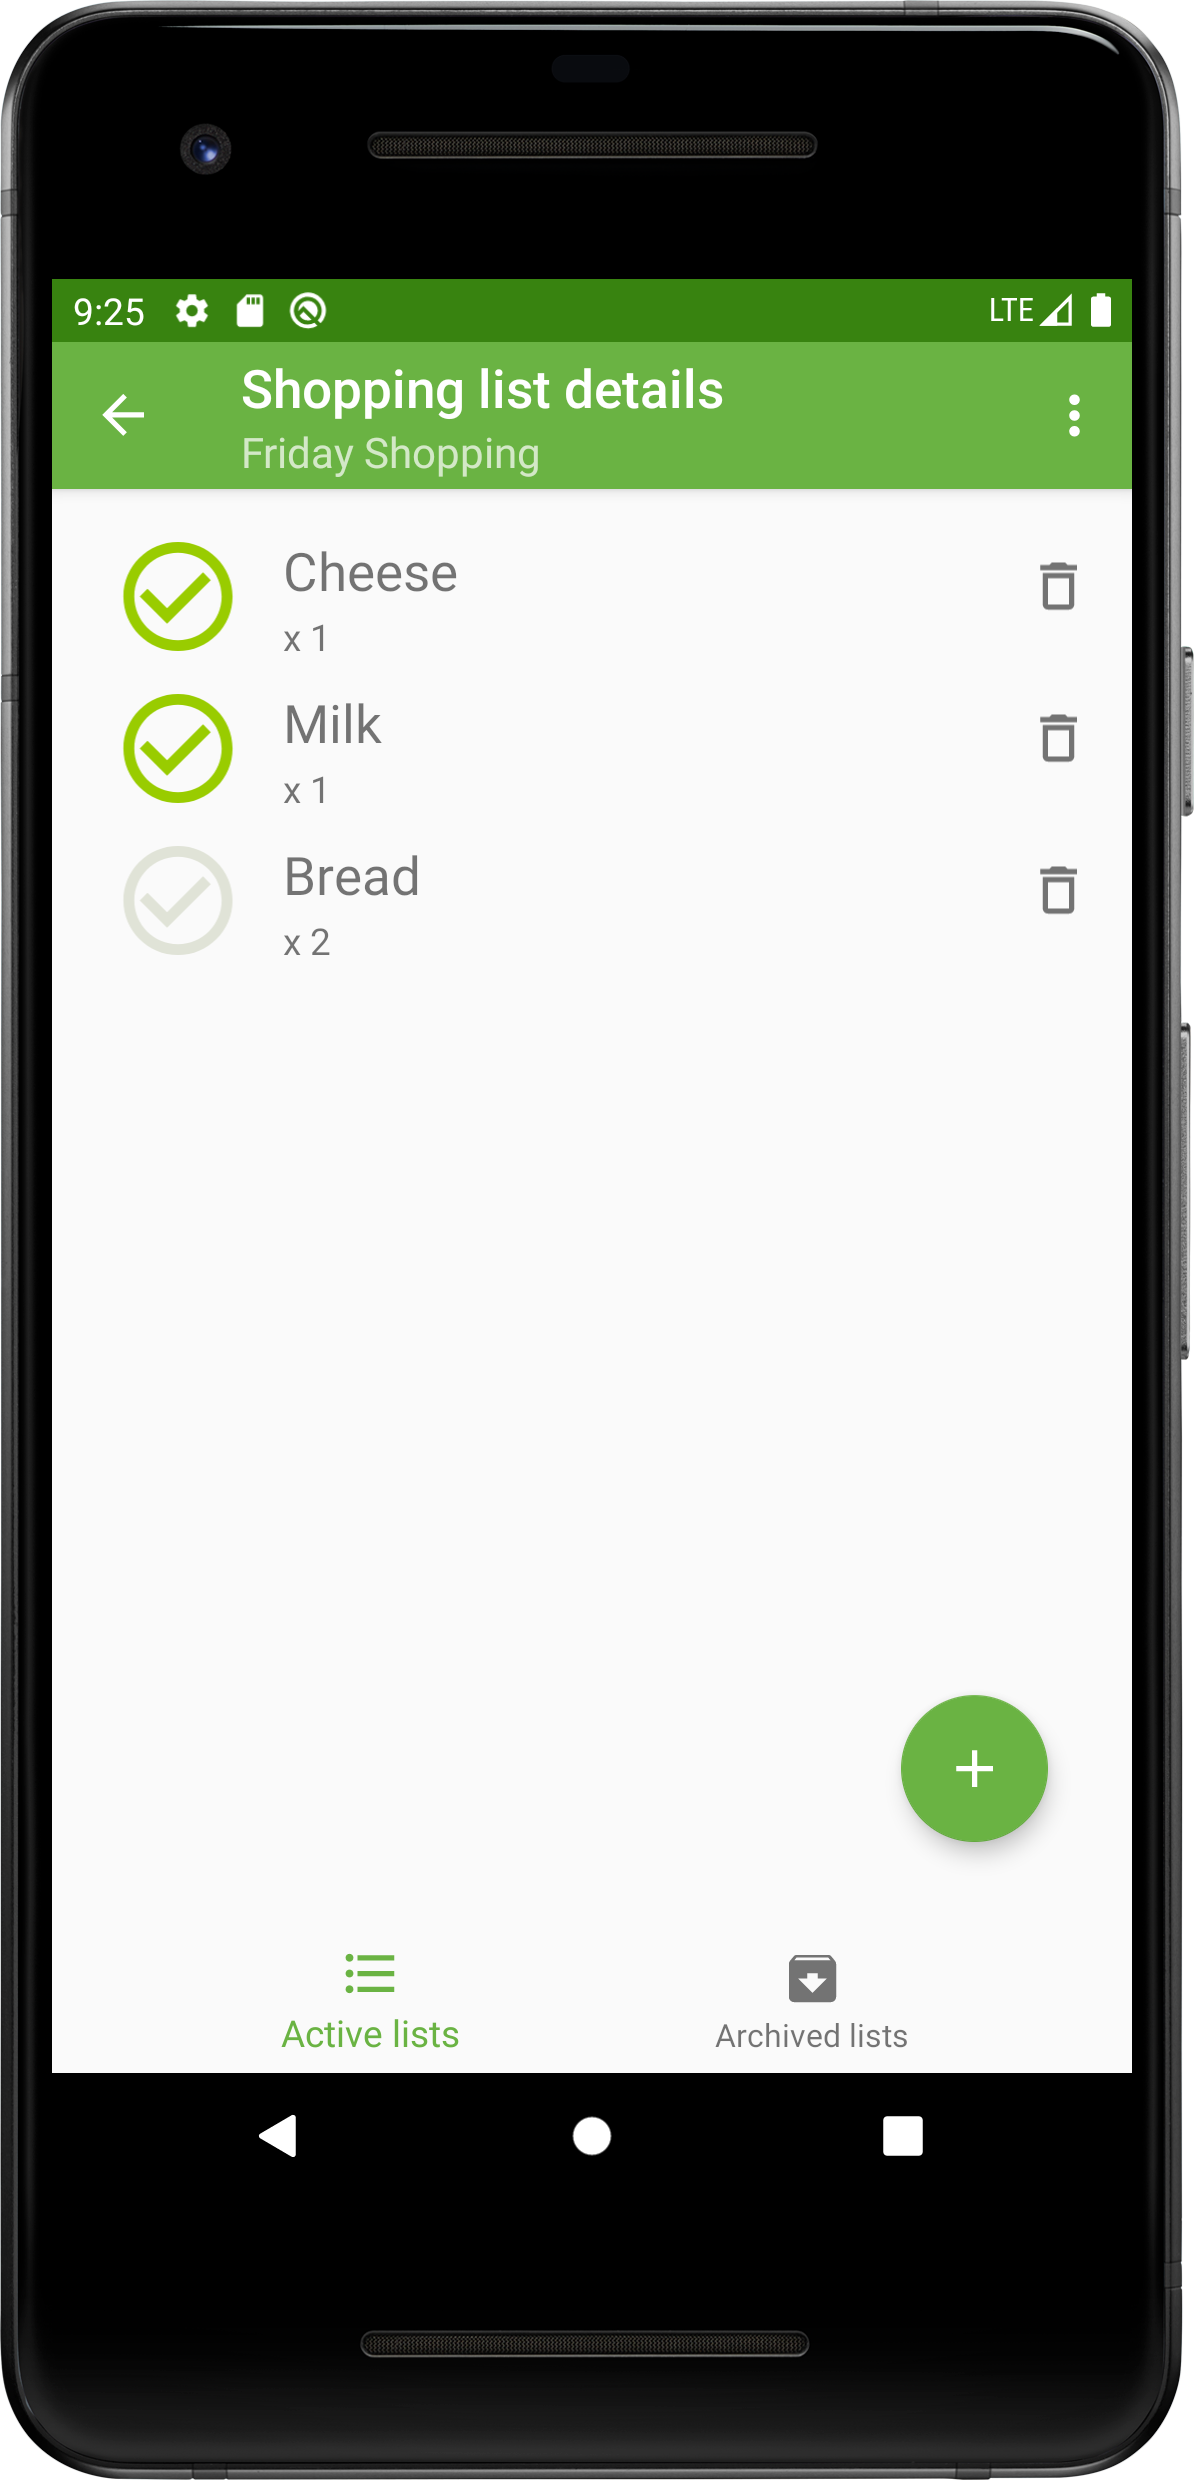 9:25 LTE
Shopping list details
Friday Shopping
Cheese
x 1
Milk
x 1
Bread
x 2
Active lists
Archived lists